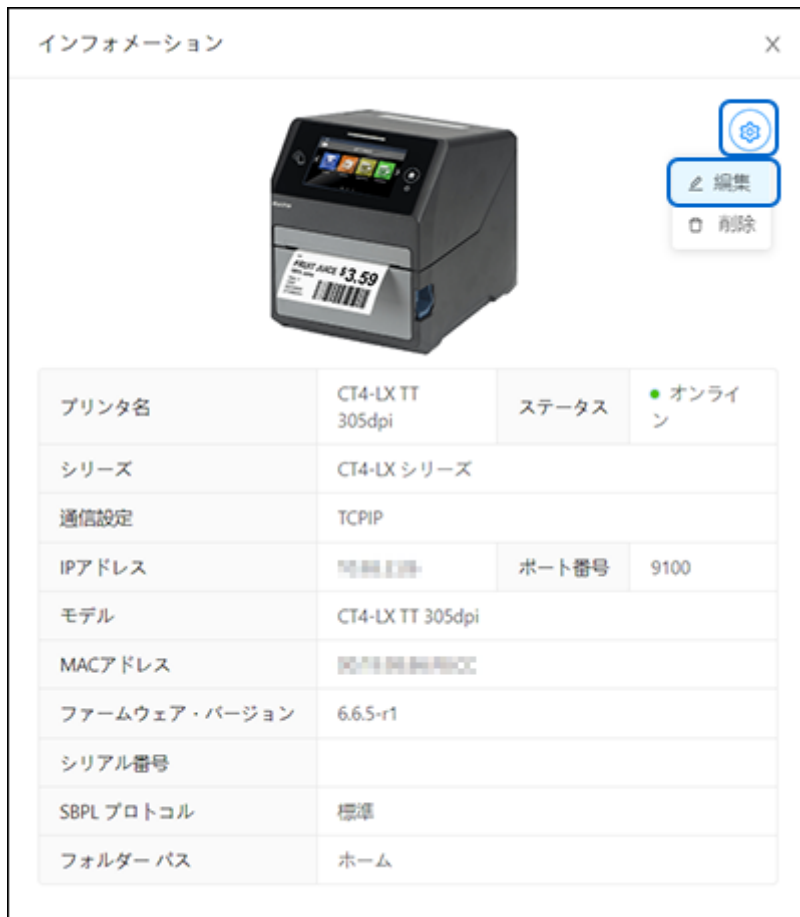 インフォメーション
編集
削除
FRUIT JUICE $3.59
プリンタ名 CT4-LX TT 305dpi ステータス オンライン
シリーズ CT4-LX シリーズ
通信設定 TCPIP
IPアドレス ポート番号 9100
モデル CT4-LX TT 305dpi
MACアドレス
ファームウェア・バージョン 6.6.5-r1
シリアル番号
SBPL プロトコル 標準
フォルダー パス ホーム